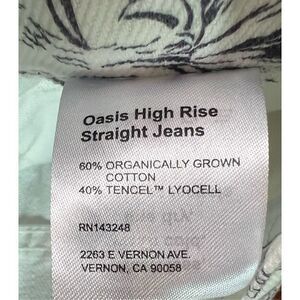 Oasis High Rise
Straight Jeans
60% ORGANICALLY GROWN
COTTON
40% TENCEL™ LYOCELL
RN143248
2263 E VERNON AVE.
VERNON, CA 90058